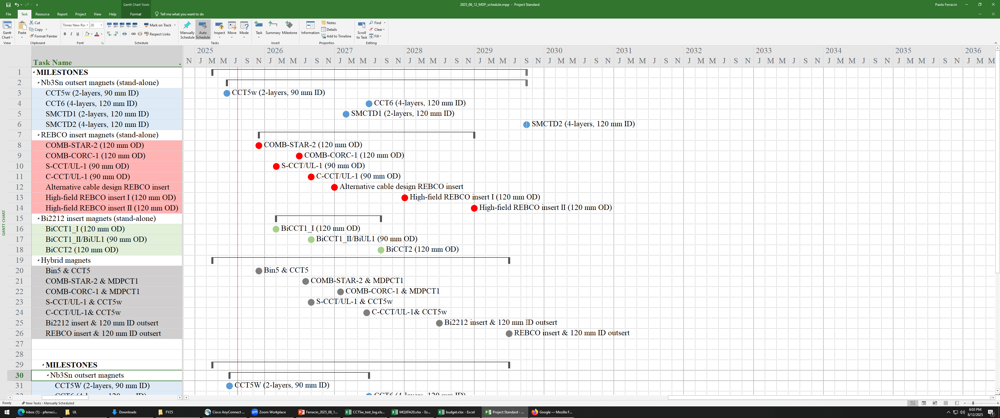 Gantt Chart Tools
2025_08_12_MDP_schedule.mpp - Project Standard
Paolo Ferracin
File Task Resource Report Project View Help Format Tell me what you want to do
Gantt Chart
View
Paste
Cut
Copy
Format Painter
Clipboard
Times New Ro 20
B I U A
Font
0% 25% 50% 75% 100%
Mark on Track
Respect Links
Schedule
Manually Schedule
Auto Schedule
Inspect
Move
Mode
Tasks
Task
Summary
Milestone
Insert
Information
Notes
Details
Add to Timeline
Properties
Scroll to Task
Find
Clear
Fill
Editing
2025 2026 2027 2028 2029 2030 2031 2032 2033 2034 2035 2036
Task Name
N J M M J S N J M M J S N J M M J S N J M M J S N J M M J S N J M M J S N J M M J S N J M M J S N J M M J S N J M M J S N J M M J S N J M M
1 MILESTONES
2 Nb3Sn outsert magnets (stand-alone)
3 CCT5w (2-layers, 90 mm ID) CCT5w (2-layers, 90 mm ID)
4 CCT6 (4-layers, 120 mm ID) CCT6 (4-layers, 120 mm ID)
5 SMCTD1 (2-layers, 120 mm ID) SMCTD1 (2-layers, 120 mm ID)
6 SMCTD2 (4-layers, 120 mm ID) SMCTD2 (4-layers, 120 mm ID)
7 REBCO insert magnets (stand-alone)
8 COMB-STAR-2 (120 mm OD) COMB-STAR-2 (120 mm OD)
9 COMB-CORC-1 (120 mm OD) COMB-CORC-1 (120 mm OD)
10 S-CCT/UL-1 (90 mm OD) S-CCT/UL-1 (90 mm OD)
11 C-CCT/UL-1 (90 mm OD) C-CCT/UL-1 (90 mm OD)
12 Alternative cable design REBCO insert Alternative cable design REBCO insert
13 High-field REBCO insert I (120 mm OD) High-field REBCO insert I (120 mm OD)
14 High-field REBCO insert II (120 mm OD) High-field REBCO insert II (120 mm OD)
15 Bi2212 insert magnets (stand-alone)
16 BiCCT1_I (120 mm OD) BiCCT1_I (120 mm OD)
17 BiCCT1_II/BiUL1 (90 mm OD) BiCCT1_II/BiUL1 (90 mm OD)
18 BiCCT2 (120 mm OD) BiCCT2 (120 mm OD)
19 Hybrid magnets
20 Bin5 & CCT5 Bin5 & CCT5
21 COMB-STAR-2 & MDPCT1 COMB-STAR-2 & MDPCT1
22 COMB-CORC-1 & MDPCT1 COMB-CORC-1 & MDPCT1
23 S-CCT/UL-1 & CCT5w S-CCT/UL-1 & CCT5w
24 C-CCT/UL-1& CCT5w C-CCT/UL-1& CCT5w
25 Bi2212 insert & 120 mm ID outsert Bi2212 insert & 120 mm ID outsert
26 REBCO insert & 120 mm ID outsert REBCO insert & 120 mm ID outsert
27
28
29 MILESTONES
30 Nb3Sn outsert magnets
31 CCT5W (2-layers, 90 mm ID) CCT5W (2-layers, 90 mm ID)
32 CCT6 (4-layers, 120 mm ID) CCT6 (4-layers, 120 mm ID)
GANTT CHART
Ready New Tasks : Manually Scheduled
Inbox (1) - pferraci... UL Downloads FY25 Cisco AnyConnect ... Zoom Workplace Ferracin_2025_08_1... CCT5w_test_log.xls... MQXFA20.xlsx - Ex... budget.xlsx - Excel Project Standard - ... Google — Mozilla F...
6:03 PM
8/12/2025